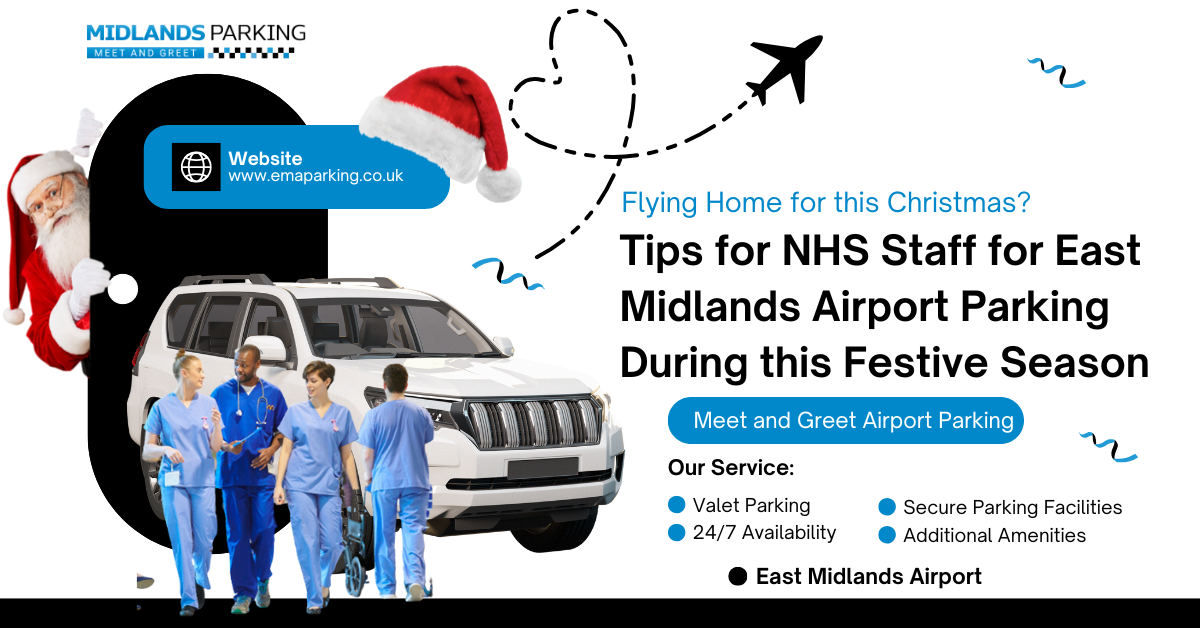 MIDLANDS PARKING
MEET AND GREET
Website
www.emaparking.co.uk
Flying Home for this Christmas?
Tips for NHS Staff for East
Midlands Airport Parking
During this Festive Season
Meet and Greet Airport Parking
Our Service:
Valet Parking
24/7 Availability
Secure Parking Facilities
Additional Amenities
East Midlands Airport